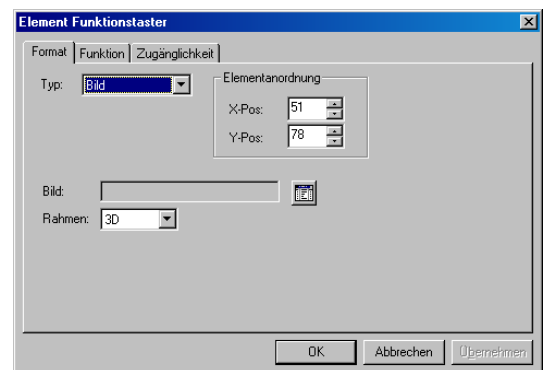 Element Funktionstaster
Format Funktion Zugänglichkeit
Typ: Bild
Elementanordnung
X-Pos: 51
Y-Pos: 78
Bild:
Rahmen: 3D
OK Abbrechen Übernehmen